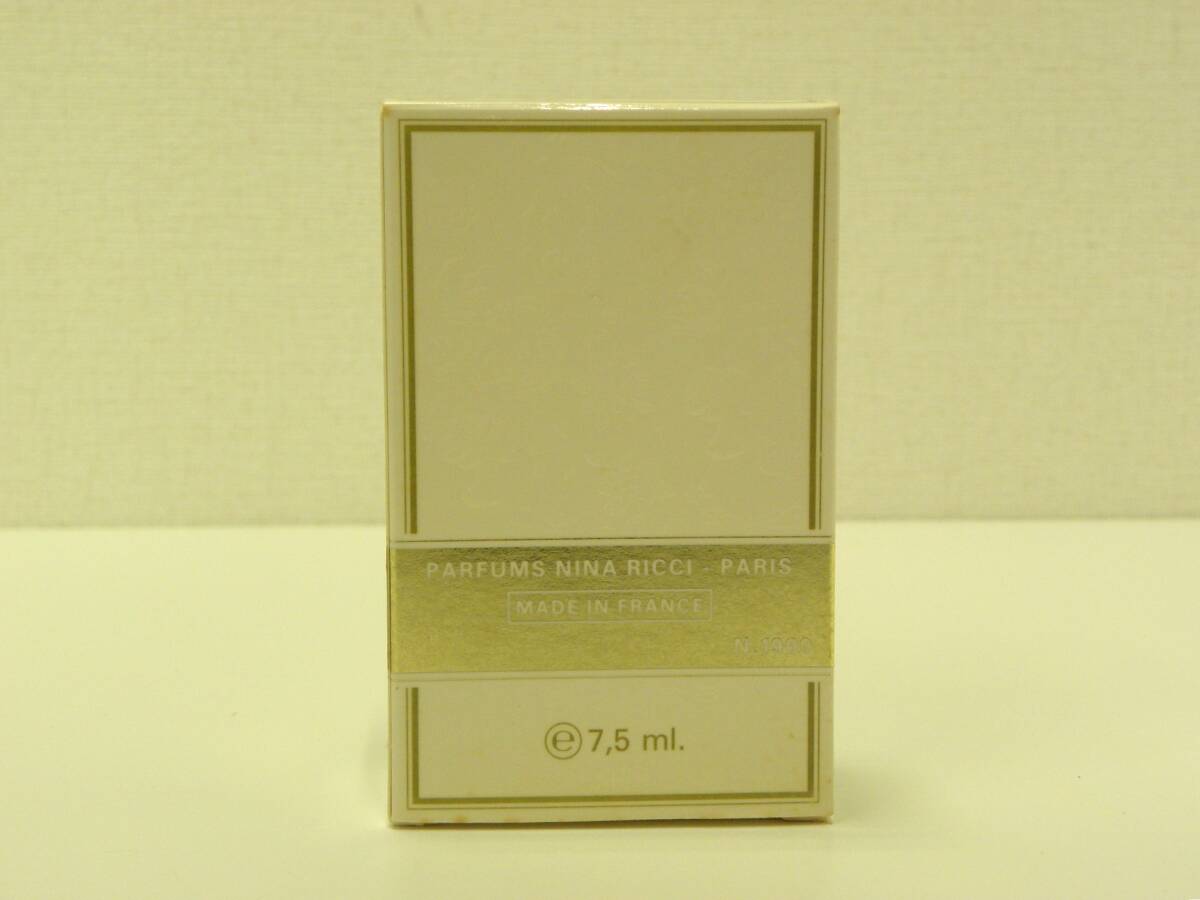 PARFUMS NINA RICCI - PARIS
MADE IN FRANCE
℮ 7,5 ml.